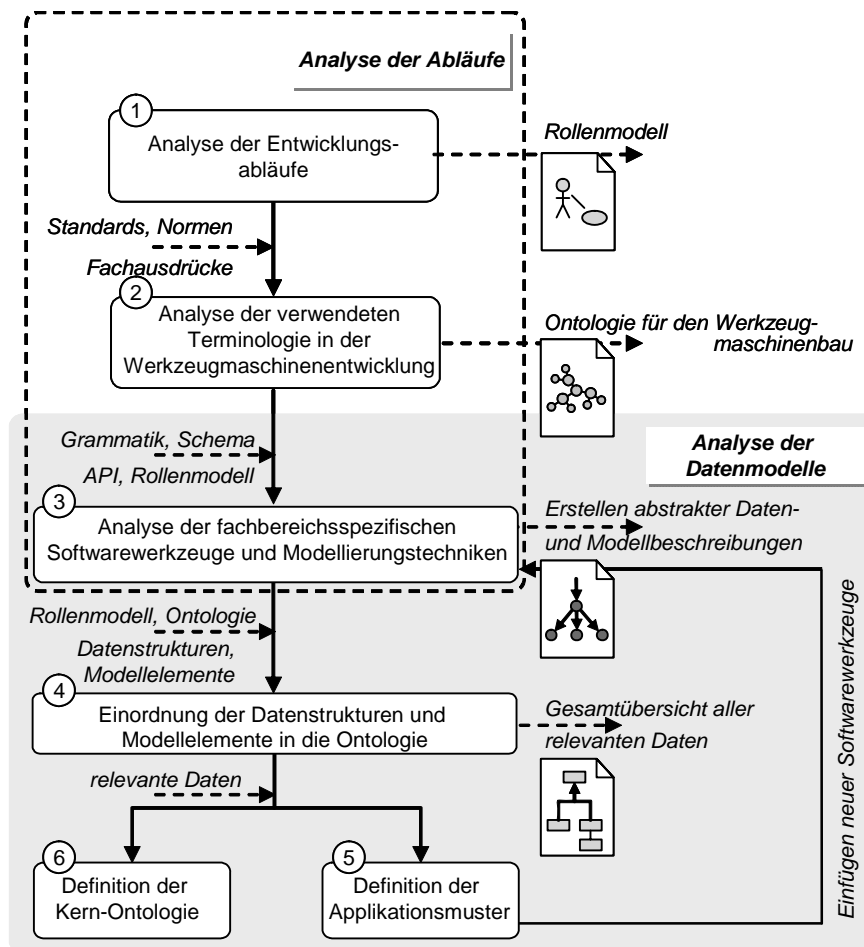 Analyse der Abläufe
1
Analyse der Entwicklungs-
abläufe
Rollenmodell
Standards, Normen
Fachausdrücke
2
Analyse der verwendeten
Terminologie in der
Werkzeugmaschinenentwicklung
Ontologie für den Werkzeug-
maschinenbau
Grammatik, Schema
API, Rollenmodell
Analyse der
Datenmodelle
3
Analyse der fachbereichsspezifischen
Softwarewerkzeuge und Modellierungstechniken
Erstellen abstrakter Daten-
und Modellbeschreibungen
Rollenmodell, Ontologie
Datenstrukturen,
Modellelemente
4
Einordnung der Datenstrukturen und
Modellelemente in die Ontologie
Gesamtübersicht aller
relevanten Daten
relevante Daten
6
Definition der
Kern-Ontologie
5
Definition der
Applikationsmuster
Einfügen neuer Softwarewerkzeuge